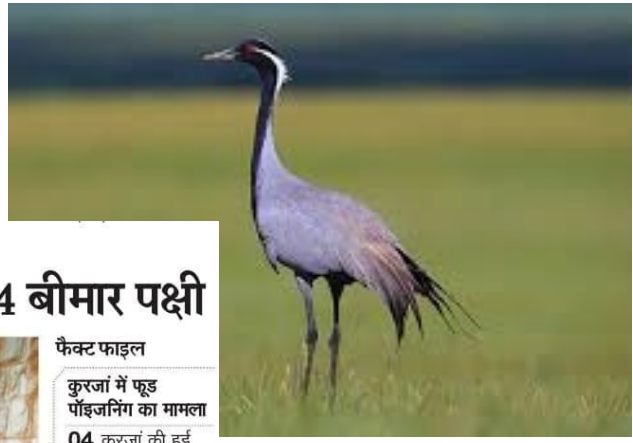 4 बीमार पक्षी
फैक्ट फाइल
कुरजां में फूड
पॉइजनिंग का मामला
04 कुरजां की हुई